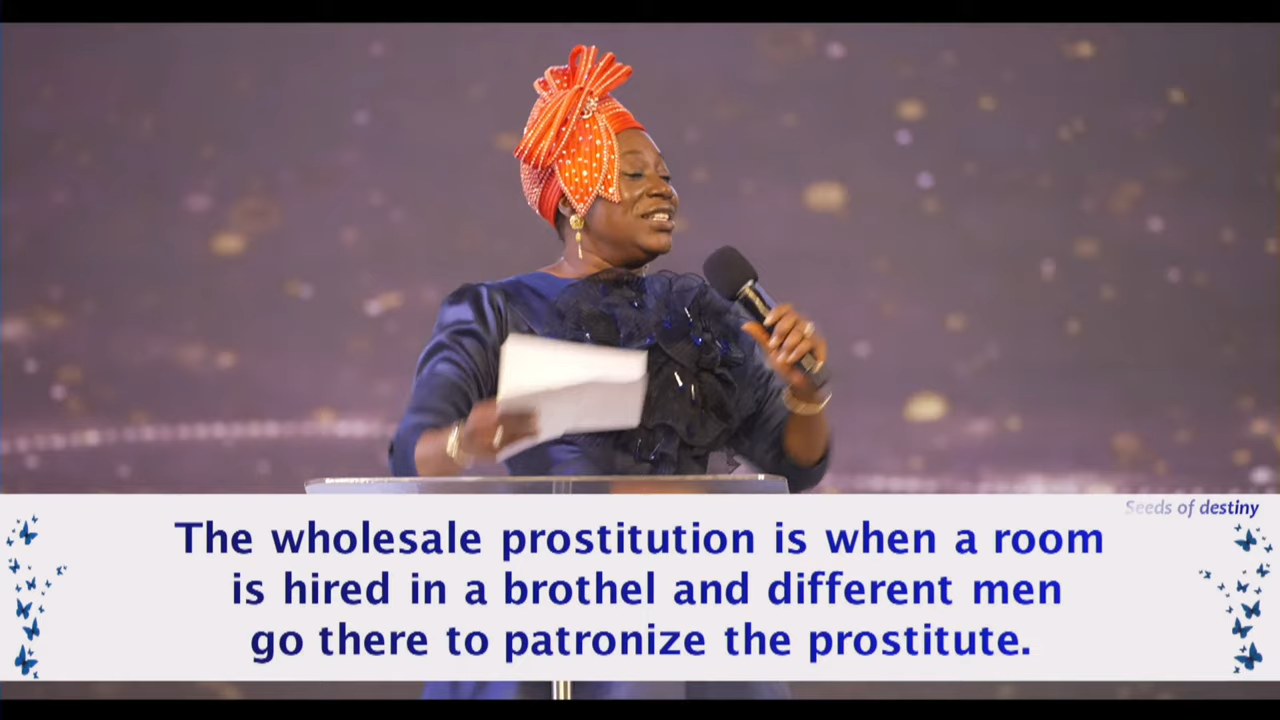 Seeds of destiny
The wholesale prostitution is when a room
is hired in a brothel and different men
go there to patronize the prostitute.